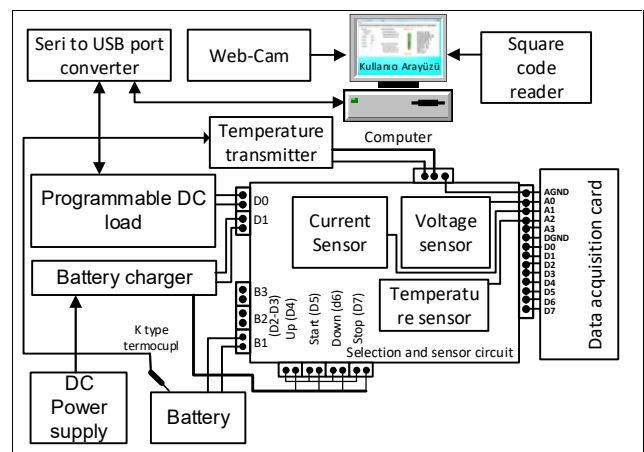 Seri to USB port
converter
Web-Cam
Kullanıcı Arayüzü
Square
code
reader
Temperature
transmitter
Computer
Programmable DC
load
D0
D1
Current
Sensor
Voltage
sensor
AGND
A0
A1
A2
A3
DGND
D0
D1
D2
D3
D4
D5
D6
D7
Data acquisition card
Battery charger
B3
B2
B1
(D2-D3)
Up (D4)
Start (D5)
Down (d6)
Stop (D7)
Temperatu
re sensor
Selection and sensor circuit
K type
termocupl
DC
Power
supply
Battery